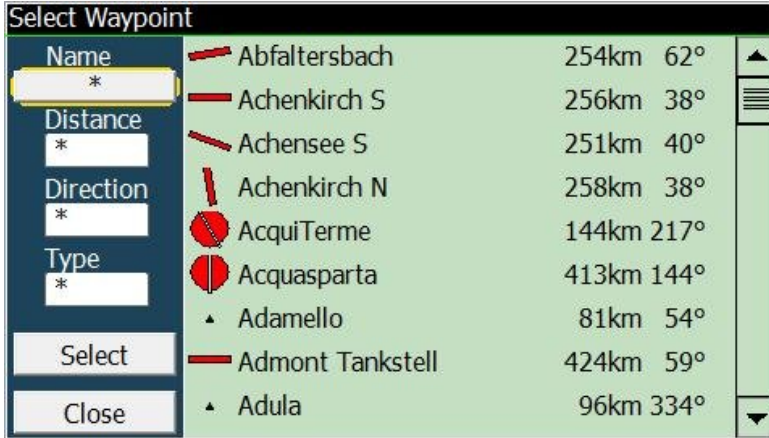 Select Waypoint
Name
*
Distance
*
Direction
*
Type
*
Select
Close
Abfaltersbach 254km 62°
Achenkirch S 256km 38°
Achensee S 251km 40°
Achenkirch N 258km 38°
AcquiTerme 144km 217°
Acquasparta 413km 144°
Adamello 81km 54°
Admont Tankstell 424km 59°
Adula 96km 334°